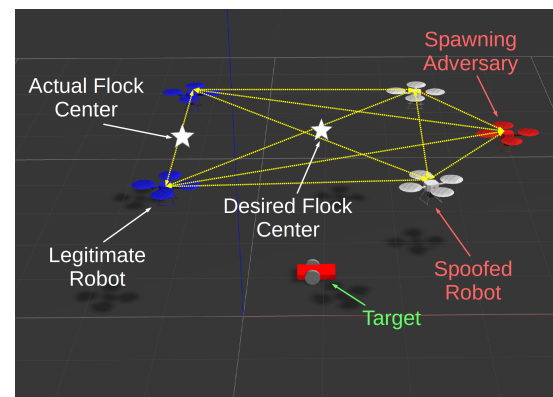 Spawning
Adversary
Actual Flock
Center
Desired Flock
Center
Legitimate
Robot
Spoofed
Robot
Target